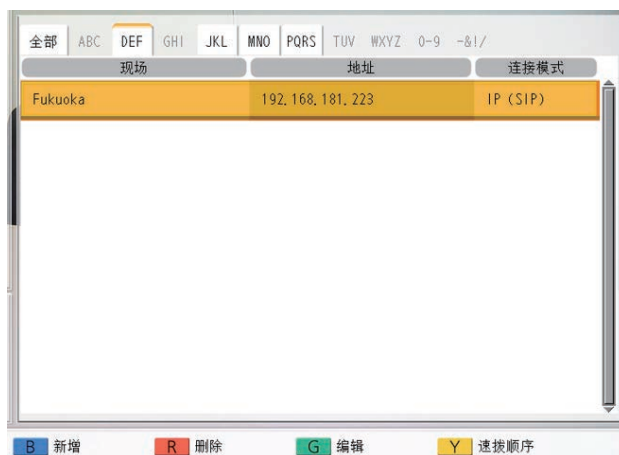 全部 ABC DEF GHI JKL MNO PQRS TUV WXYZ 0-9 -&!/
现场 地址 连接模式
Fukuoka 192.168.181.223 IP (SIP)
B 新增 R 删除 G 编辑 Y 速拨顺序